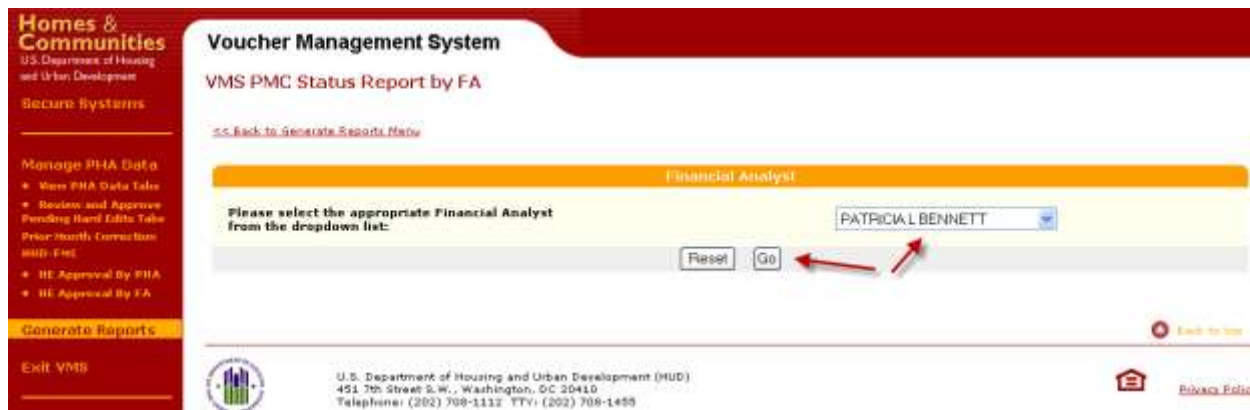 Homes &
Communities
U.S. Department of Housing
and Urban Development
Secure Systems
Manage PHA Data
View PHA Data Tabs
Review and Approve
Pending Hard Edits Tabs
Prior Month Correction
HUD-FMC
HE Approval By PHA
HE Approval By FA
Generate Reports
Exit VMS
Voucher Management System
VMS PMC Status Report by FA
<< Back to Generate Reports Menu
Financial Analyst
Please select the appropriate Financial Analyst
from the dropdown list:
PATRICIA L BENNETT
Reset Go
Back to top
U.S. Department of Housing and Urban Development (HUD)
451 7th Street S.W., Washington, DC 20410
Telephone: (202) 708-1112 TTY: (202) 708-1455
Privacy Polic